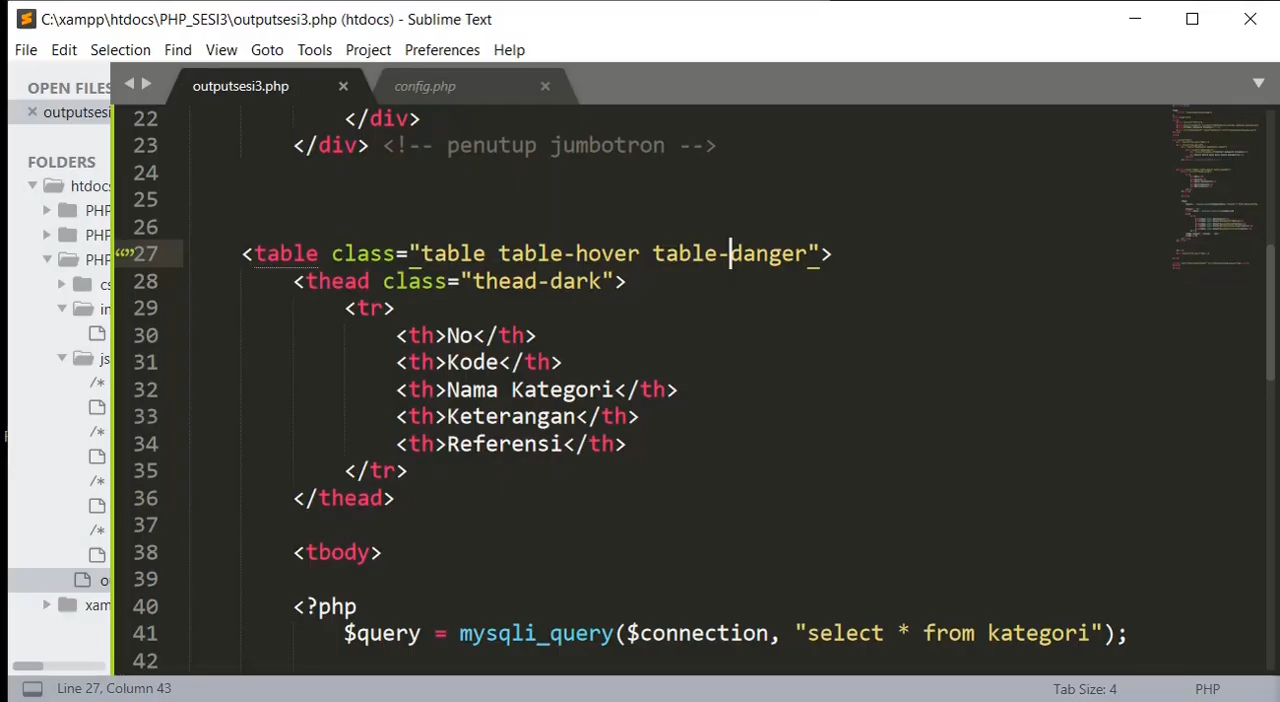 C:\xampp\htdocs\PHP_SESI3\outputsesi3.php (htdocs) - Sublime Text
File Edit Selection Find View Goto Tools Project Preferences Help
OPEN FILES
outputsesi3.php config.php
outputsesi
FOLDERS
htdocs
PHP
PHP
PHP
cs
in
js
/*
/*
/*
/*
o
xam
22 </div>
23 </div> <!-- penutup jumbotron -->
24
25
26
27 <table class="table table-hover table-danger">
28 <thead class="thead-dark">
29 <tr>
30 <th>No</th>
31 <th>Kode</th>
32 <th>Nama Kategori</th>
33 <th>Keterangan</th>
34 <th>Referensi</th>
35 </tr>
36 </thead>
37
38 <tbody>
39
40 <?php
41 $query = mysqli_query($connection, "select * from kategori");
42
Line 27, Column 43 Tab Size: 4 PHP